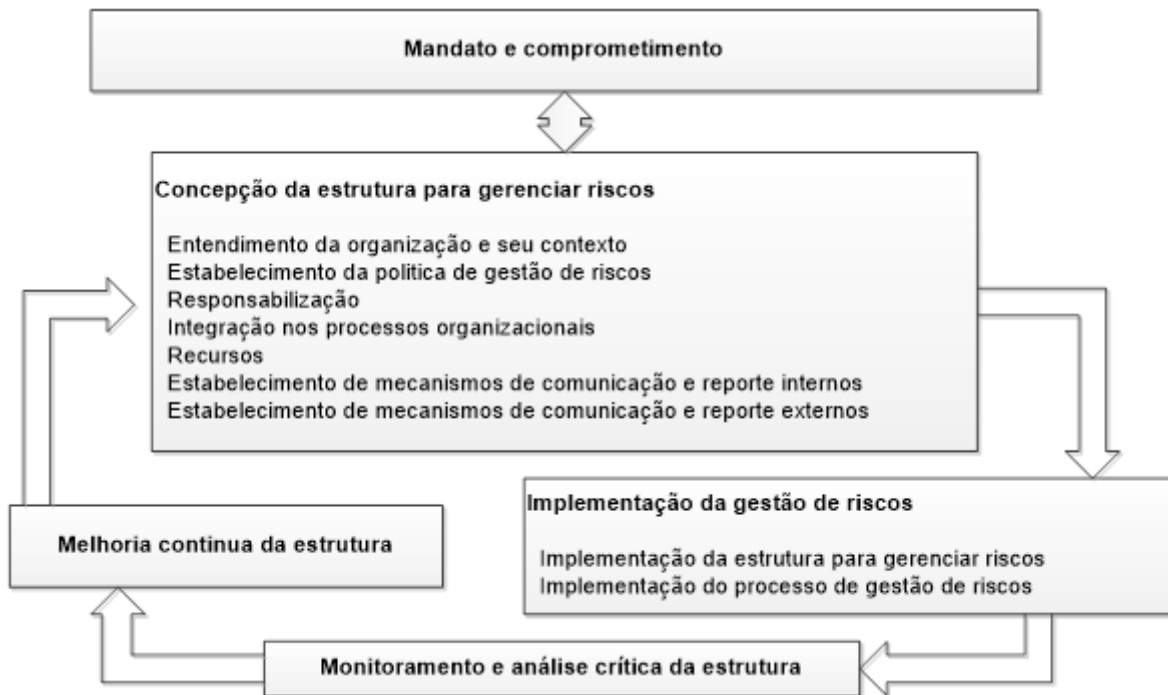 Mandato e comprometimento
Concepção da estrutura para gerenciar riscos
Entendimento da organização e seu contexto
Estabelecimento da politica de gestão de riscos
Responsabilização
Integração nos processos organizacionais
Recursos
Estabelecimento de mecanismos de comunicação e reporte internos
Estabelecimento de mecanismos de comunicação e reporte externos
Implementação da gestão de riscos
Implementação da estrutura para gerenciar riscos
Implementação do processo de gestão de riscos
Melhoria continua da estrutura
Monitoramento e análise crítica da estrutura